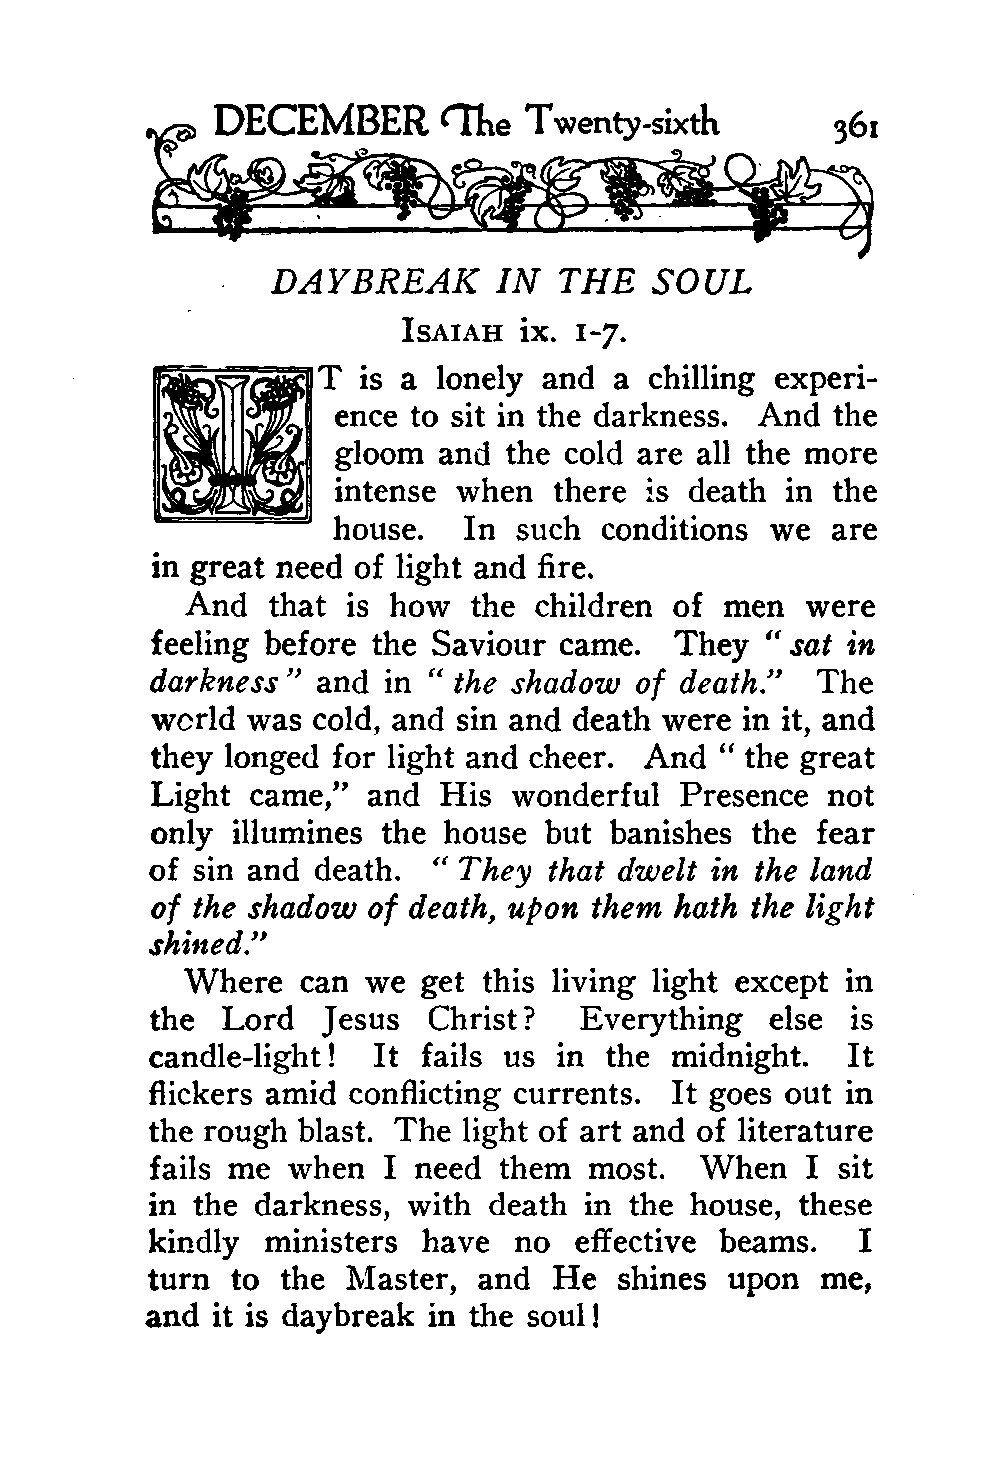 DECEMBER The Twenty-sixth 361
DAYBREAK IN THE SOUL
ISAIAH ix. 1-7.
IT is a lonely and a chilling experi-
ence to sit in the darkness. And the
gloom and the cold are all the more
intense when there is death in the
house. In such conditions we are
in great need of light and fire.
And that is how the children of men were
feeling before the Saviour came. They “ sat in
darkness ” and in “ the shadow of death.” The
world was cold, and sin and death were in it, and
they longed for light and cheer. And “ the great
Light came,” and His wonderful Presence not
only illumines the house but banishes the fear
of sin and death. “ They that dwelt in the land
of the shadow of death, upon them hath the light
shined.”
Where can we get this living light except in
the Lord Jesus Christ? Everything else is
candle-light! It fails us in the midnight. It
flickers amid conflicting currents. It goes out in
the rough blast. The light of art and of literature
fails me when I need them most. When I sit
in the darkness, with death in the house, these
kindly ministers have no effective beams. I
turn to the Master, and He shines upon me,
and it is daybreak in the soul!